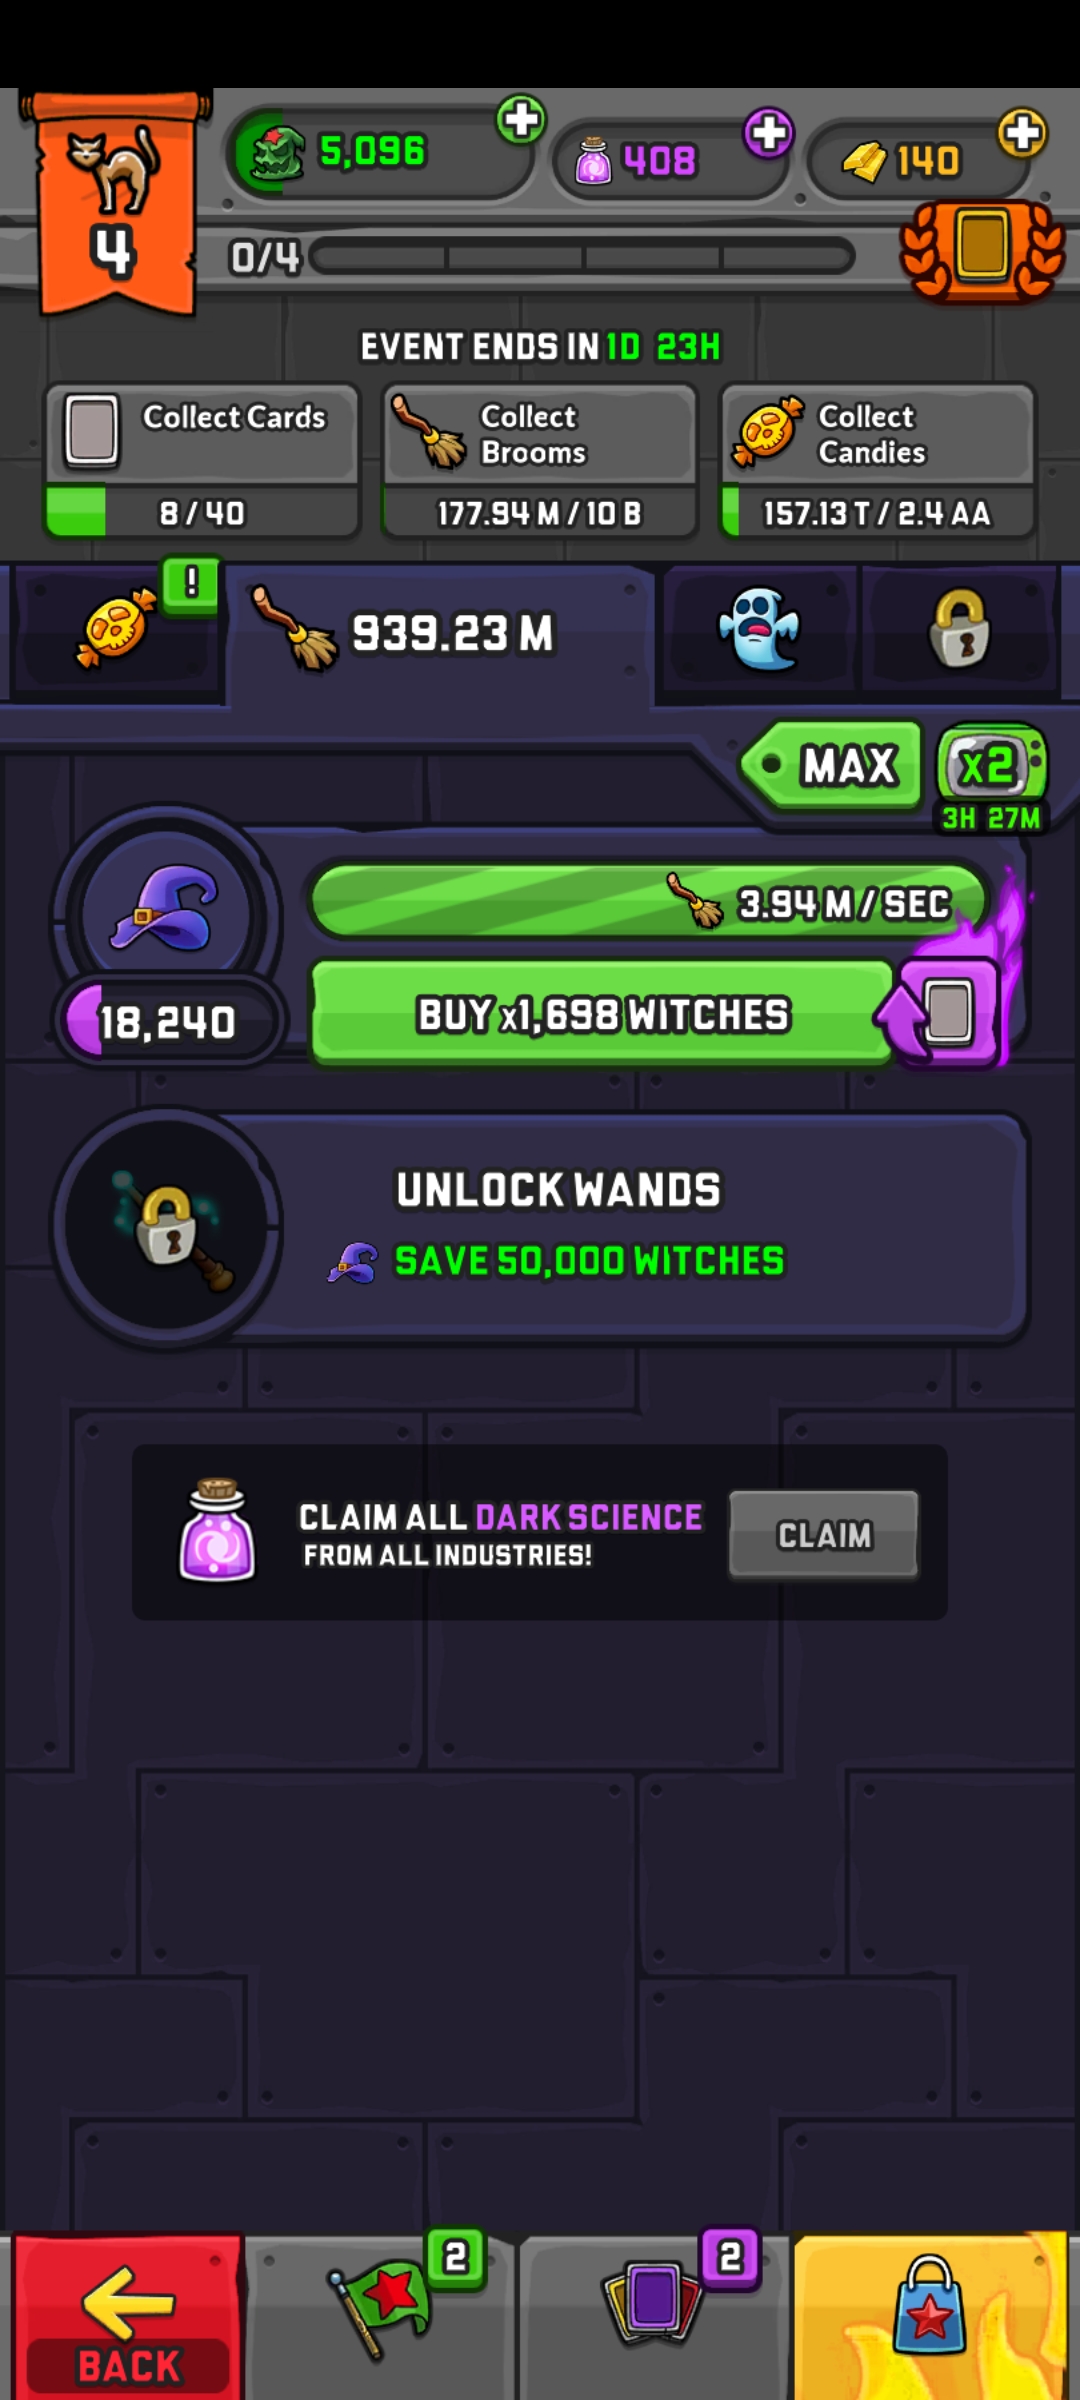 5,096
408
140
4
0/4
EVENT ENDS IN 1D 23H
Collect Cards
8 / 40
Collect
Brooms
177.94 M / 10 B
Collect
Candies
157.13 T / 2.4 AA
!
939.23 M
MAX
x2
3H 27M
3.94 M / SEC
18,240
BUY x1,698 WITCHES
UNLOCK WANDS
SAVE 50,000 WITCHES
CLAIM ALL DARK SCIENCE
FROM ALL INDUSTRIES!
CLAIM
BACK
2
2